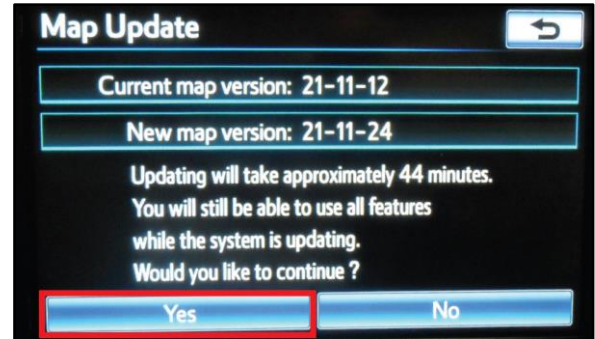 Map Update
Current map version: 21-11-12
New map version: 21-11-24
Updating will take approximately 44 minutes.
You will still be able to use all features
while the system is updating.
Would you like to continue ?
Yes
No